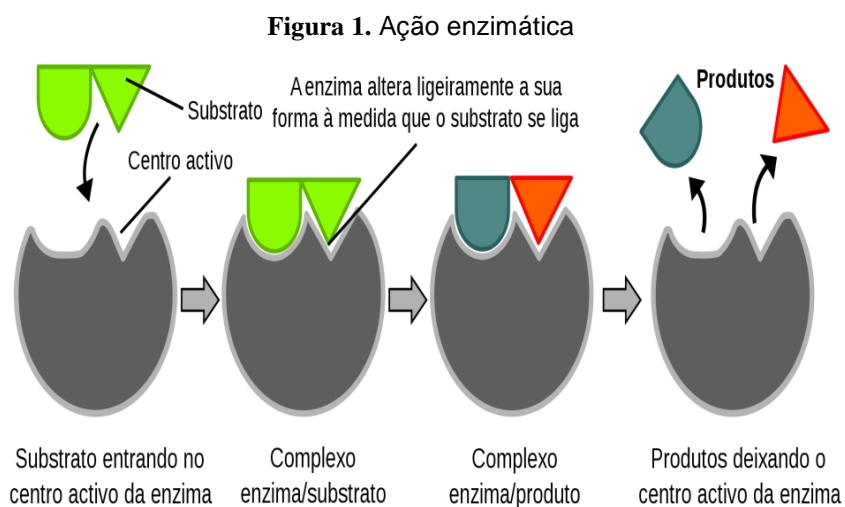 Figura 1. Ação enzimática
Substrato
A enzima altera ligeiramente a sua
forma à medida que o substrato se liga
Produtos
Centro activo
Substrato entrando no
centro activo da enzima
Complexo
enzima/substrato
Complexo
enzima/produto
Produtos deixando o
centro activo da enzima